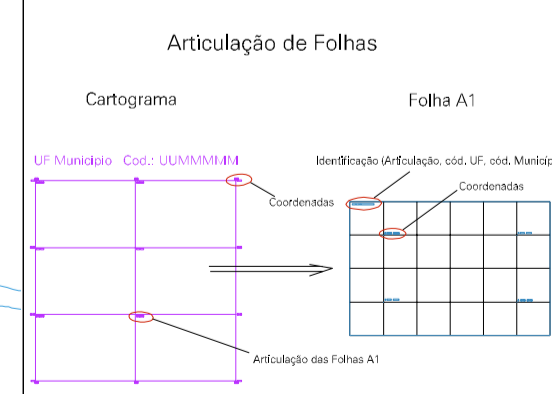 Articulação de Folhas
Cartograma
Folha A1
UF Municipio Cod.: UUMMMMM
Identificação (Articulação, cód. UF, cód. Municíp
Coordenadas
Coordenadas
Articulação das Folhas A1